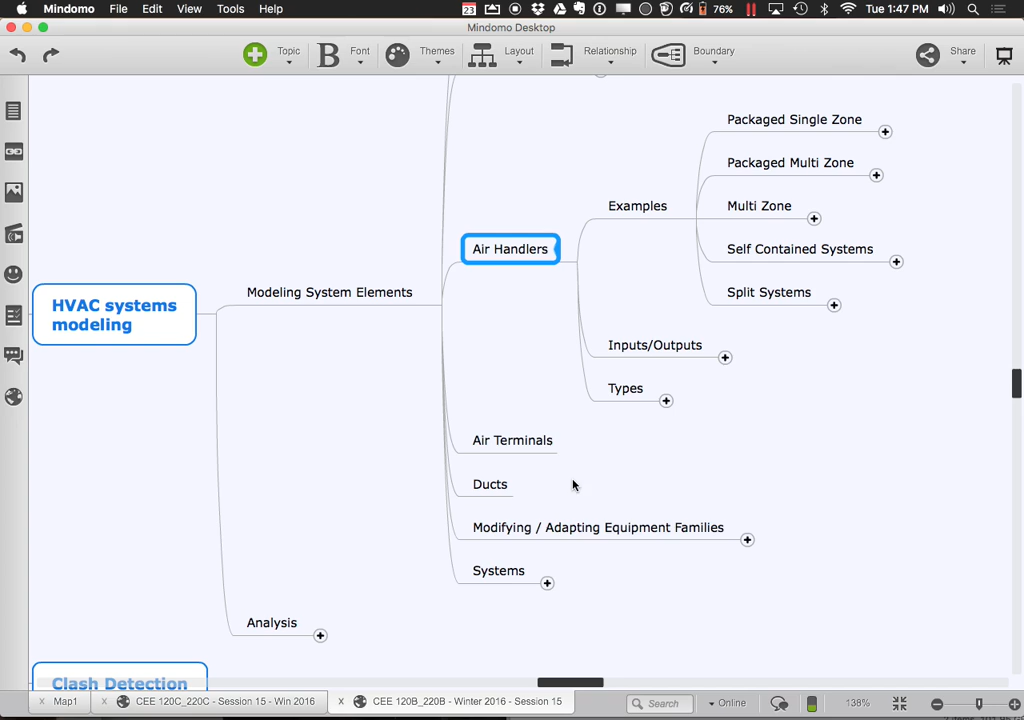 Mindomo File Edit View Tools Help 23 76% Tue 1:47 PM
Mindomo Desktop
Topic B Font Themes Layout Relationship Boundary Share
Packaged Single Zone
Packaged Multi Zone
Examples
Multi Zone
Air Handlers
Self Contained Systems
Modeling System Elements
Split Systems
HVAC systems
modeling
Inputs/Outputs
Types
Air Terminals
Ducts
Modifying / Adapting Equipment Families
Systems
Analysis
Clash Detection
x Map1 x CEE 120C_220C - Session 15 - Win 2016 x CEE 120B_220B - Winter 2016 - Session 15 Search Online 138%